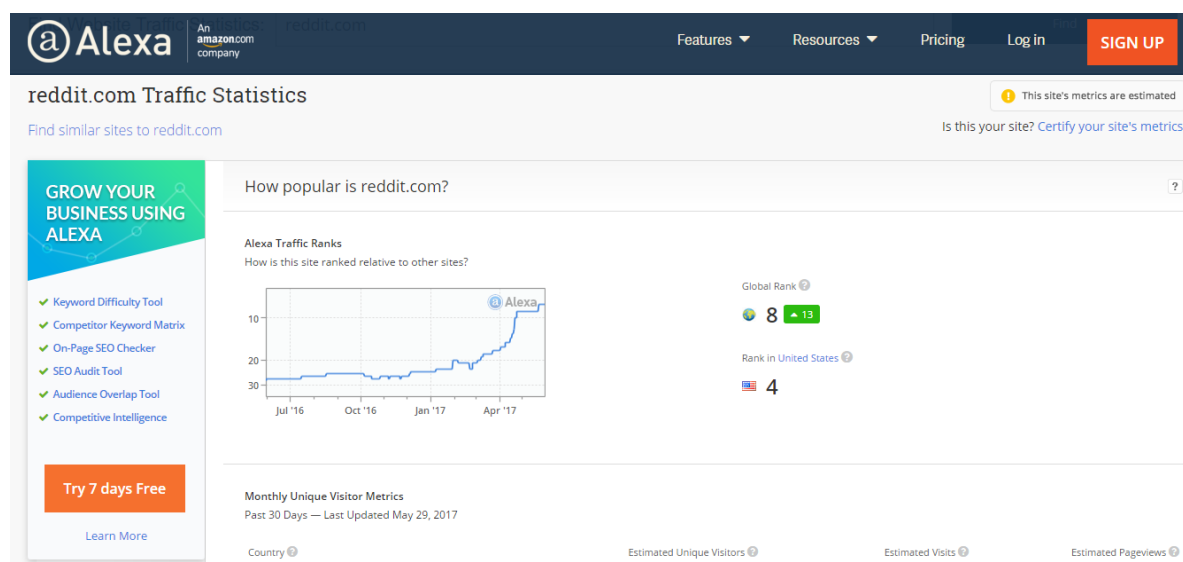 Website Traffic Statistics: reddit.com Find
Alexa
An
amazon.com
company
Features Resources Pricing Log in SIGN UP
reddit.com Traffic Statistics
This site's metrics are estimated
Find similar sites to reddit.com
Is this your site? Certify your site's metrics
GROW YOUR
BUSINESS USING
ALEXA
Keyword Difficulty Tool
Competitor Keyword Matrix
On-Page SEO Checker
SEO Audit Tool
Audience Overlap Tool
Competitive Intelligence
Try 7 days Free
Learn More
How popular is reddit.com?
?
Alexa Traffic Ranks
How is this site ranked relative to other sites?
Alexa
10
20
30
Jul '16 Oct '16 Jan '17 Apr '17
Global Rank ?
8 13
Rank in United States ?
4
Monthly Unique Visitor Metrics
Past 30 Days — Last Updated May 29, 2017
Country ? Estimated Unique Visitors ? Estimated Visits ? Estimated Pageviews ?